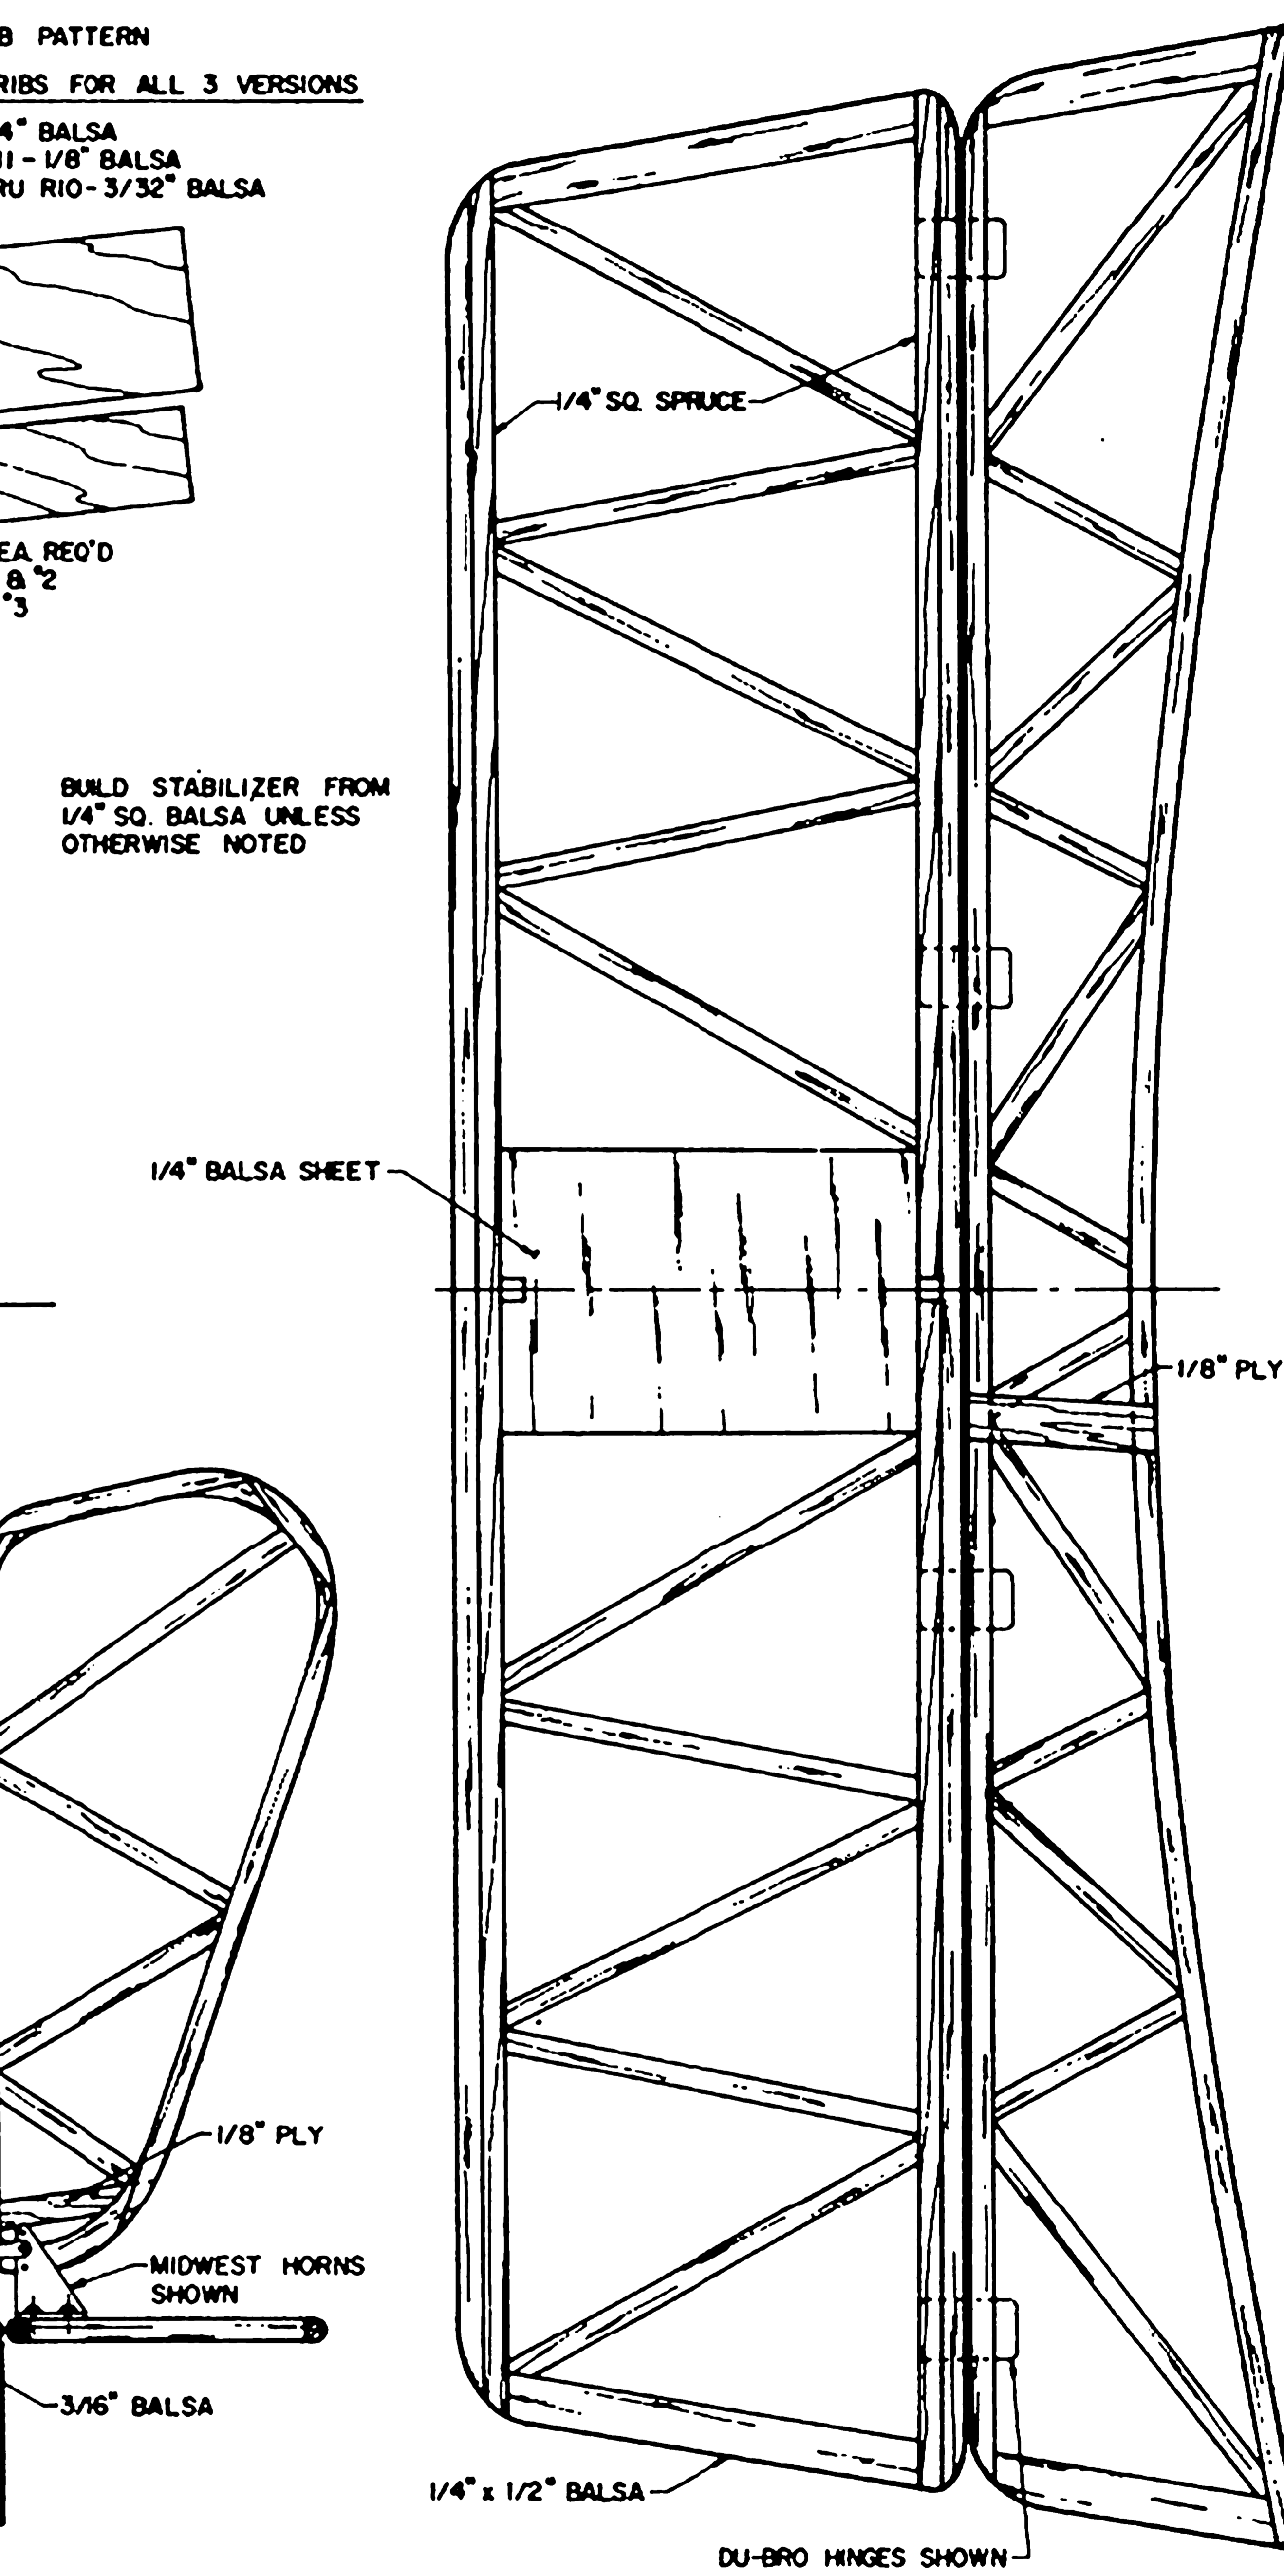 B PATTERN
RIBS FOR ALL 3 VERSIONS
4" BALSA
11 - 1/8" BALSA
RU R10 - 3/32" BALSA
EA. REQ'D
& #2
#3
1/4" SQ. SPRUCE
BUILD STABILIZER FROM
1/4" SQ. BALSA UNLESS
OTHERWISE NOTED
1/4" BALSA SHEET
1/8" PLY
1/8" PLY
MIDWEST HORNS
SHOWN
3/16" BALSA
1/4" x 1/2" BALSA
DU-BRO HINGES SHOWN